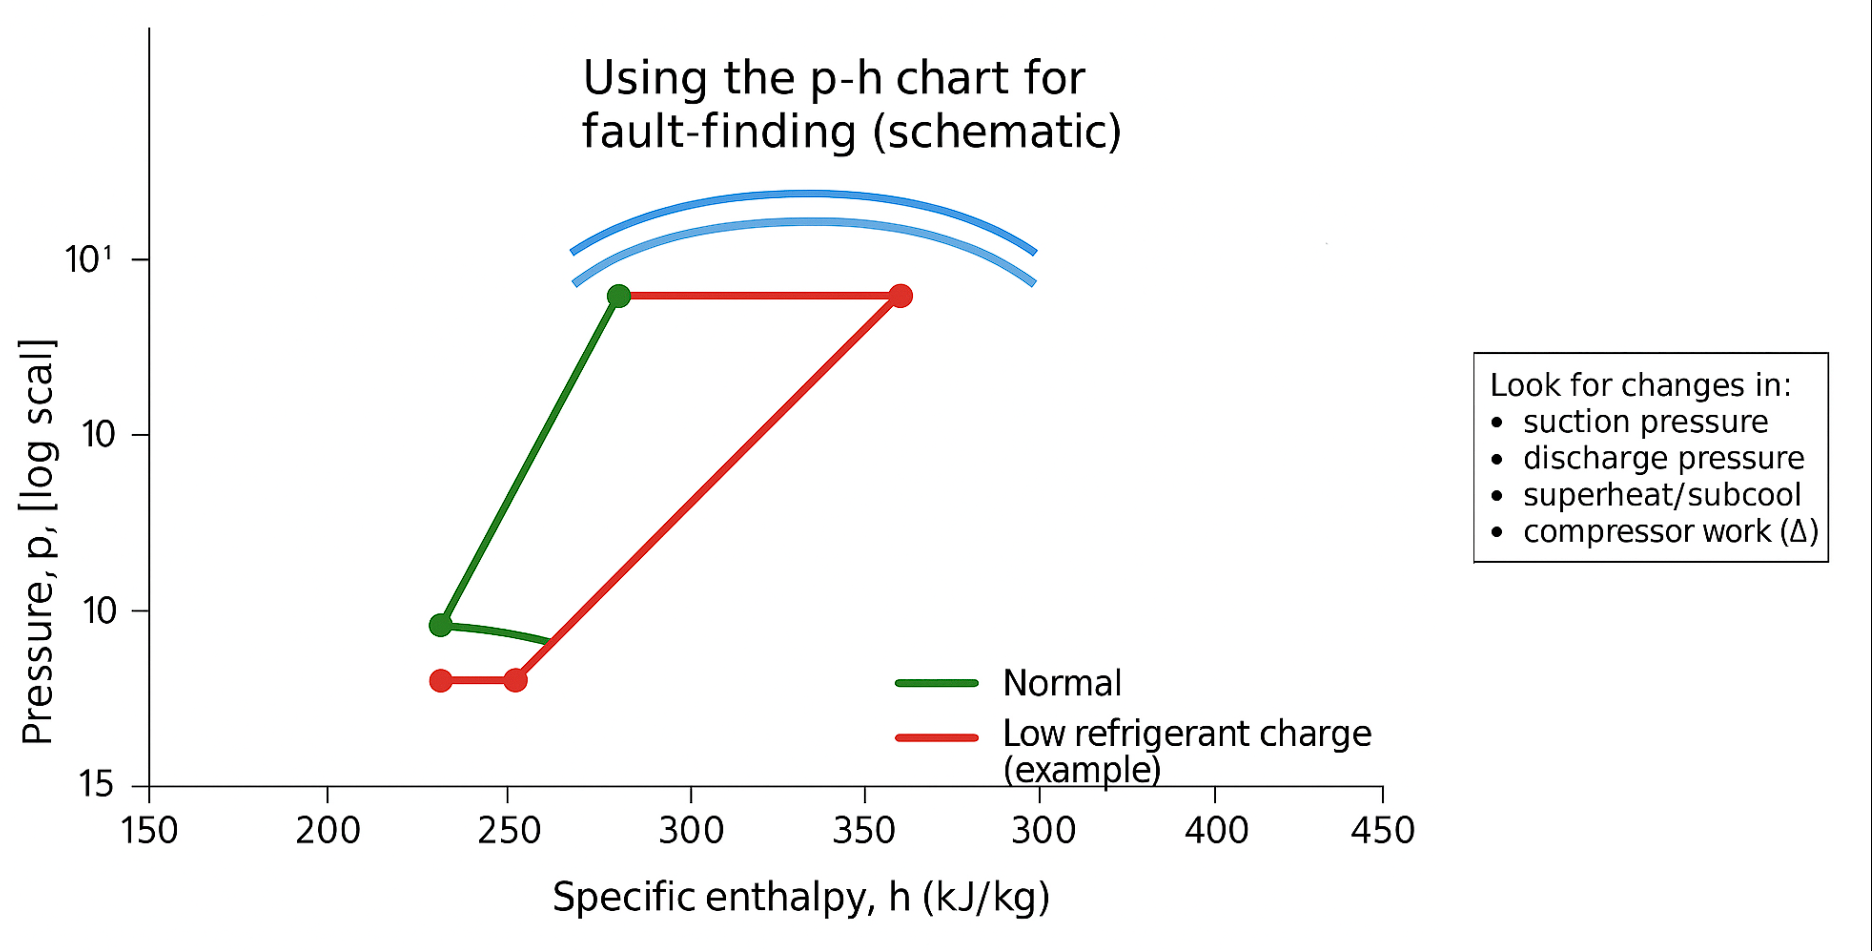 Using the p-h chart for
fault-finding (schematic)
10¹
10
10
15
Pressure, p, [log scal]
Look for changes in:
• suction pressure
• discharge pressure
• superheat/subcool
• compressor work (Δ)
Normal
Low refrigerant charge
(example)
150 200 250 300 350 300 400 450
Specific enthalpy, h (kJ/kg)